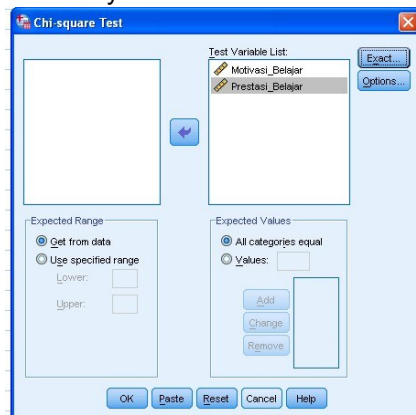 Chi-square Test
Test Variable List:
Motivasi_Belajar
Prestasi_Belajar
Exact...
Options...
Expected Range
Get from data
Use specified range
Lower:
Upper:
Expected Values
All categories equal
Values:
Add
Change
Remove
OK Paste Reset Cancel Help